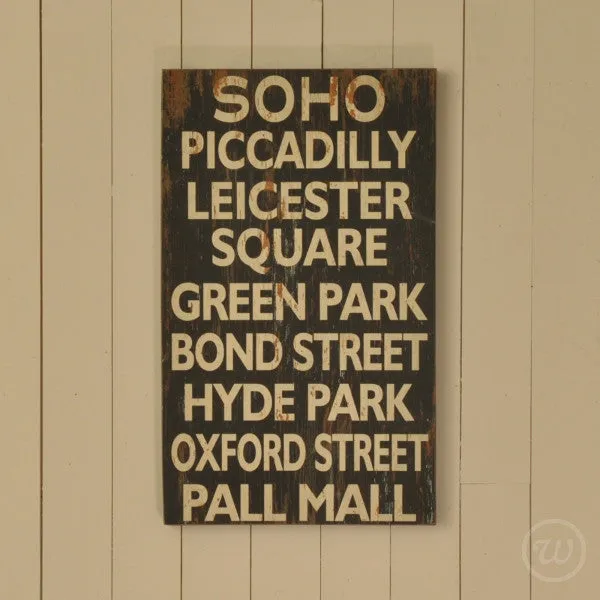 SOHO
PICCADILLY
LEICESTER
SQUARE
GREEN PARK
BOND STREET
HYDE PARK
OXFORD STREET
PALL MALL
w